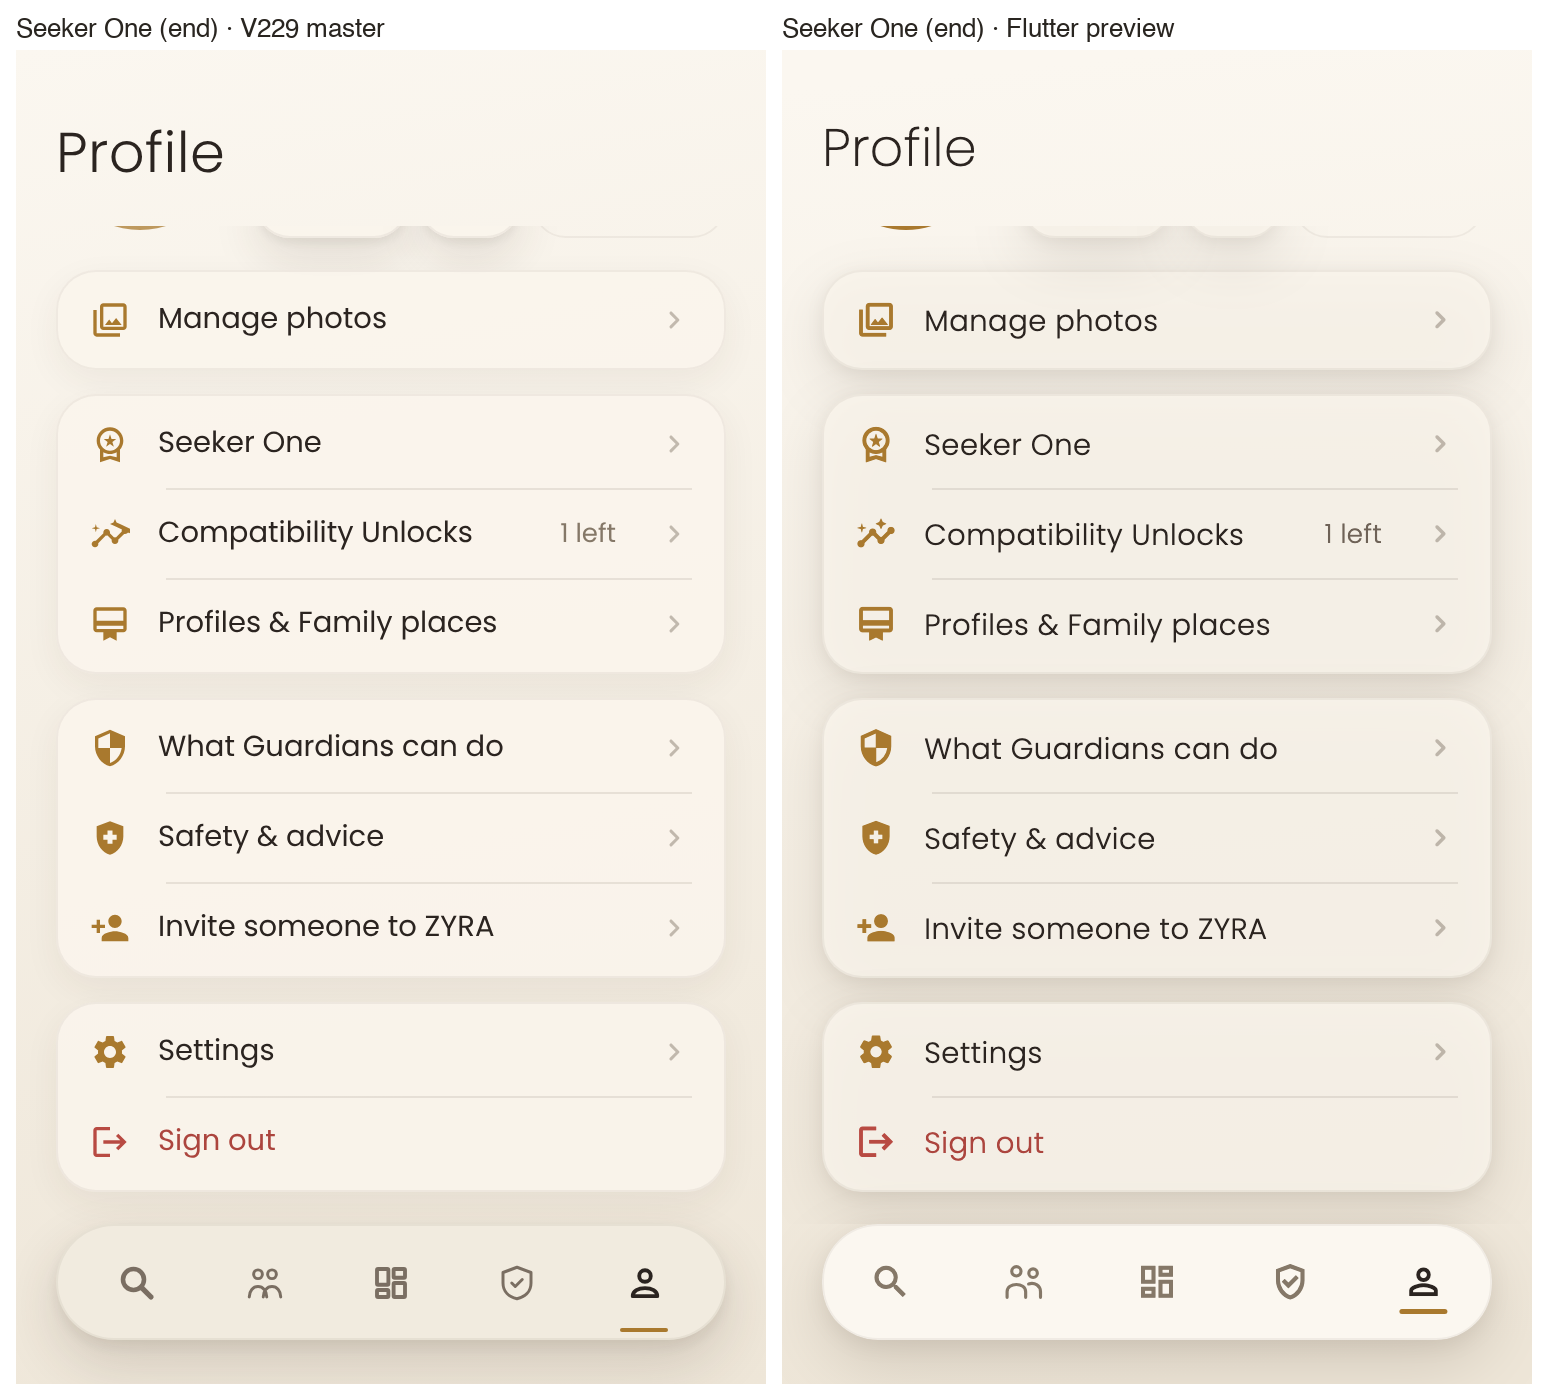 Seeker One (end) · V229 master
Profile
Manage photos
Seeker One
Compatibility Unlocks 1 left
Profiles & Family places
What Guardians can do
Safety & advice
Invite someone to ZYRA
Settings
Sign out
Seeker One (end) · Flutter preview
Profile
Manage photos
Seeker One
Compatibility Unlocks 1 left
Profiles & Family places
What Guardians can do
Safety & advice
Invite someone to ZYRA
Settings
Sign out